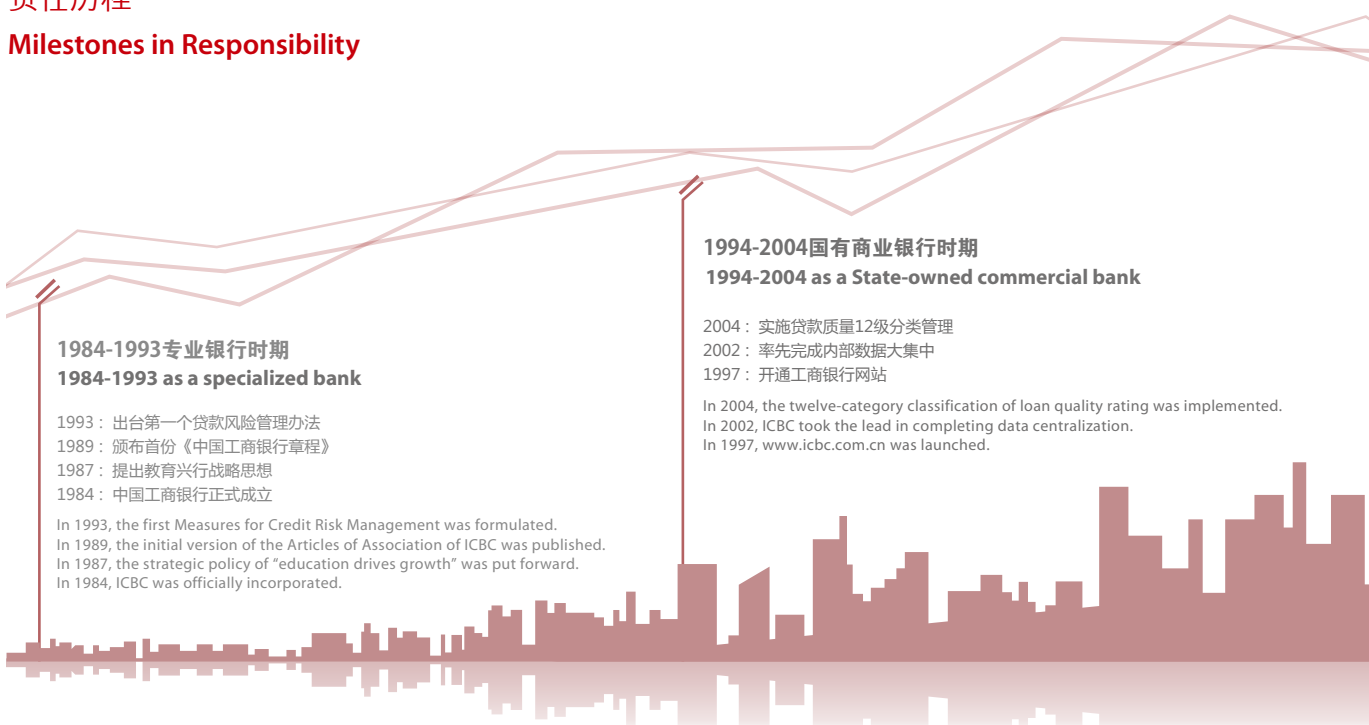 责任历程
Milestones in Responsibility
1984-1993专业银行时期
1984-1993 as a specialized bank
1993：出台第一个贷款风险管理办法
1989：颁布首份《中国工商银行章程》
1987：提出教育兴行战略思想
1984：中国工商银行正式成立
In 1993, the first Measures for Credit Risk Management was formulated.
In 1989, the initial version of the Articles of Association of ICBC was published.
In 1987, the strategic policy of “education drives growth” was put forward.
In 1984, ICBC was officially incorporated.
1994-2004国有商业银行时期
1994-2004 as a State-owned commercial bank
2004：实施贷款质量12级分类管理
2002：率先完成内部数据大集中
1997：开通工商银行网站
In 2004, the twelve-category classification of loan quality rating was implemented.
In 2002, ICBC took the lead in completing data centralization.
In 1997, www.icbc.com.cn was launched.